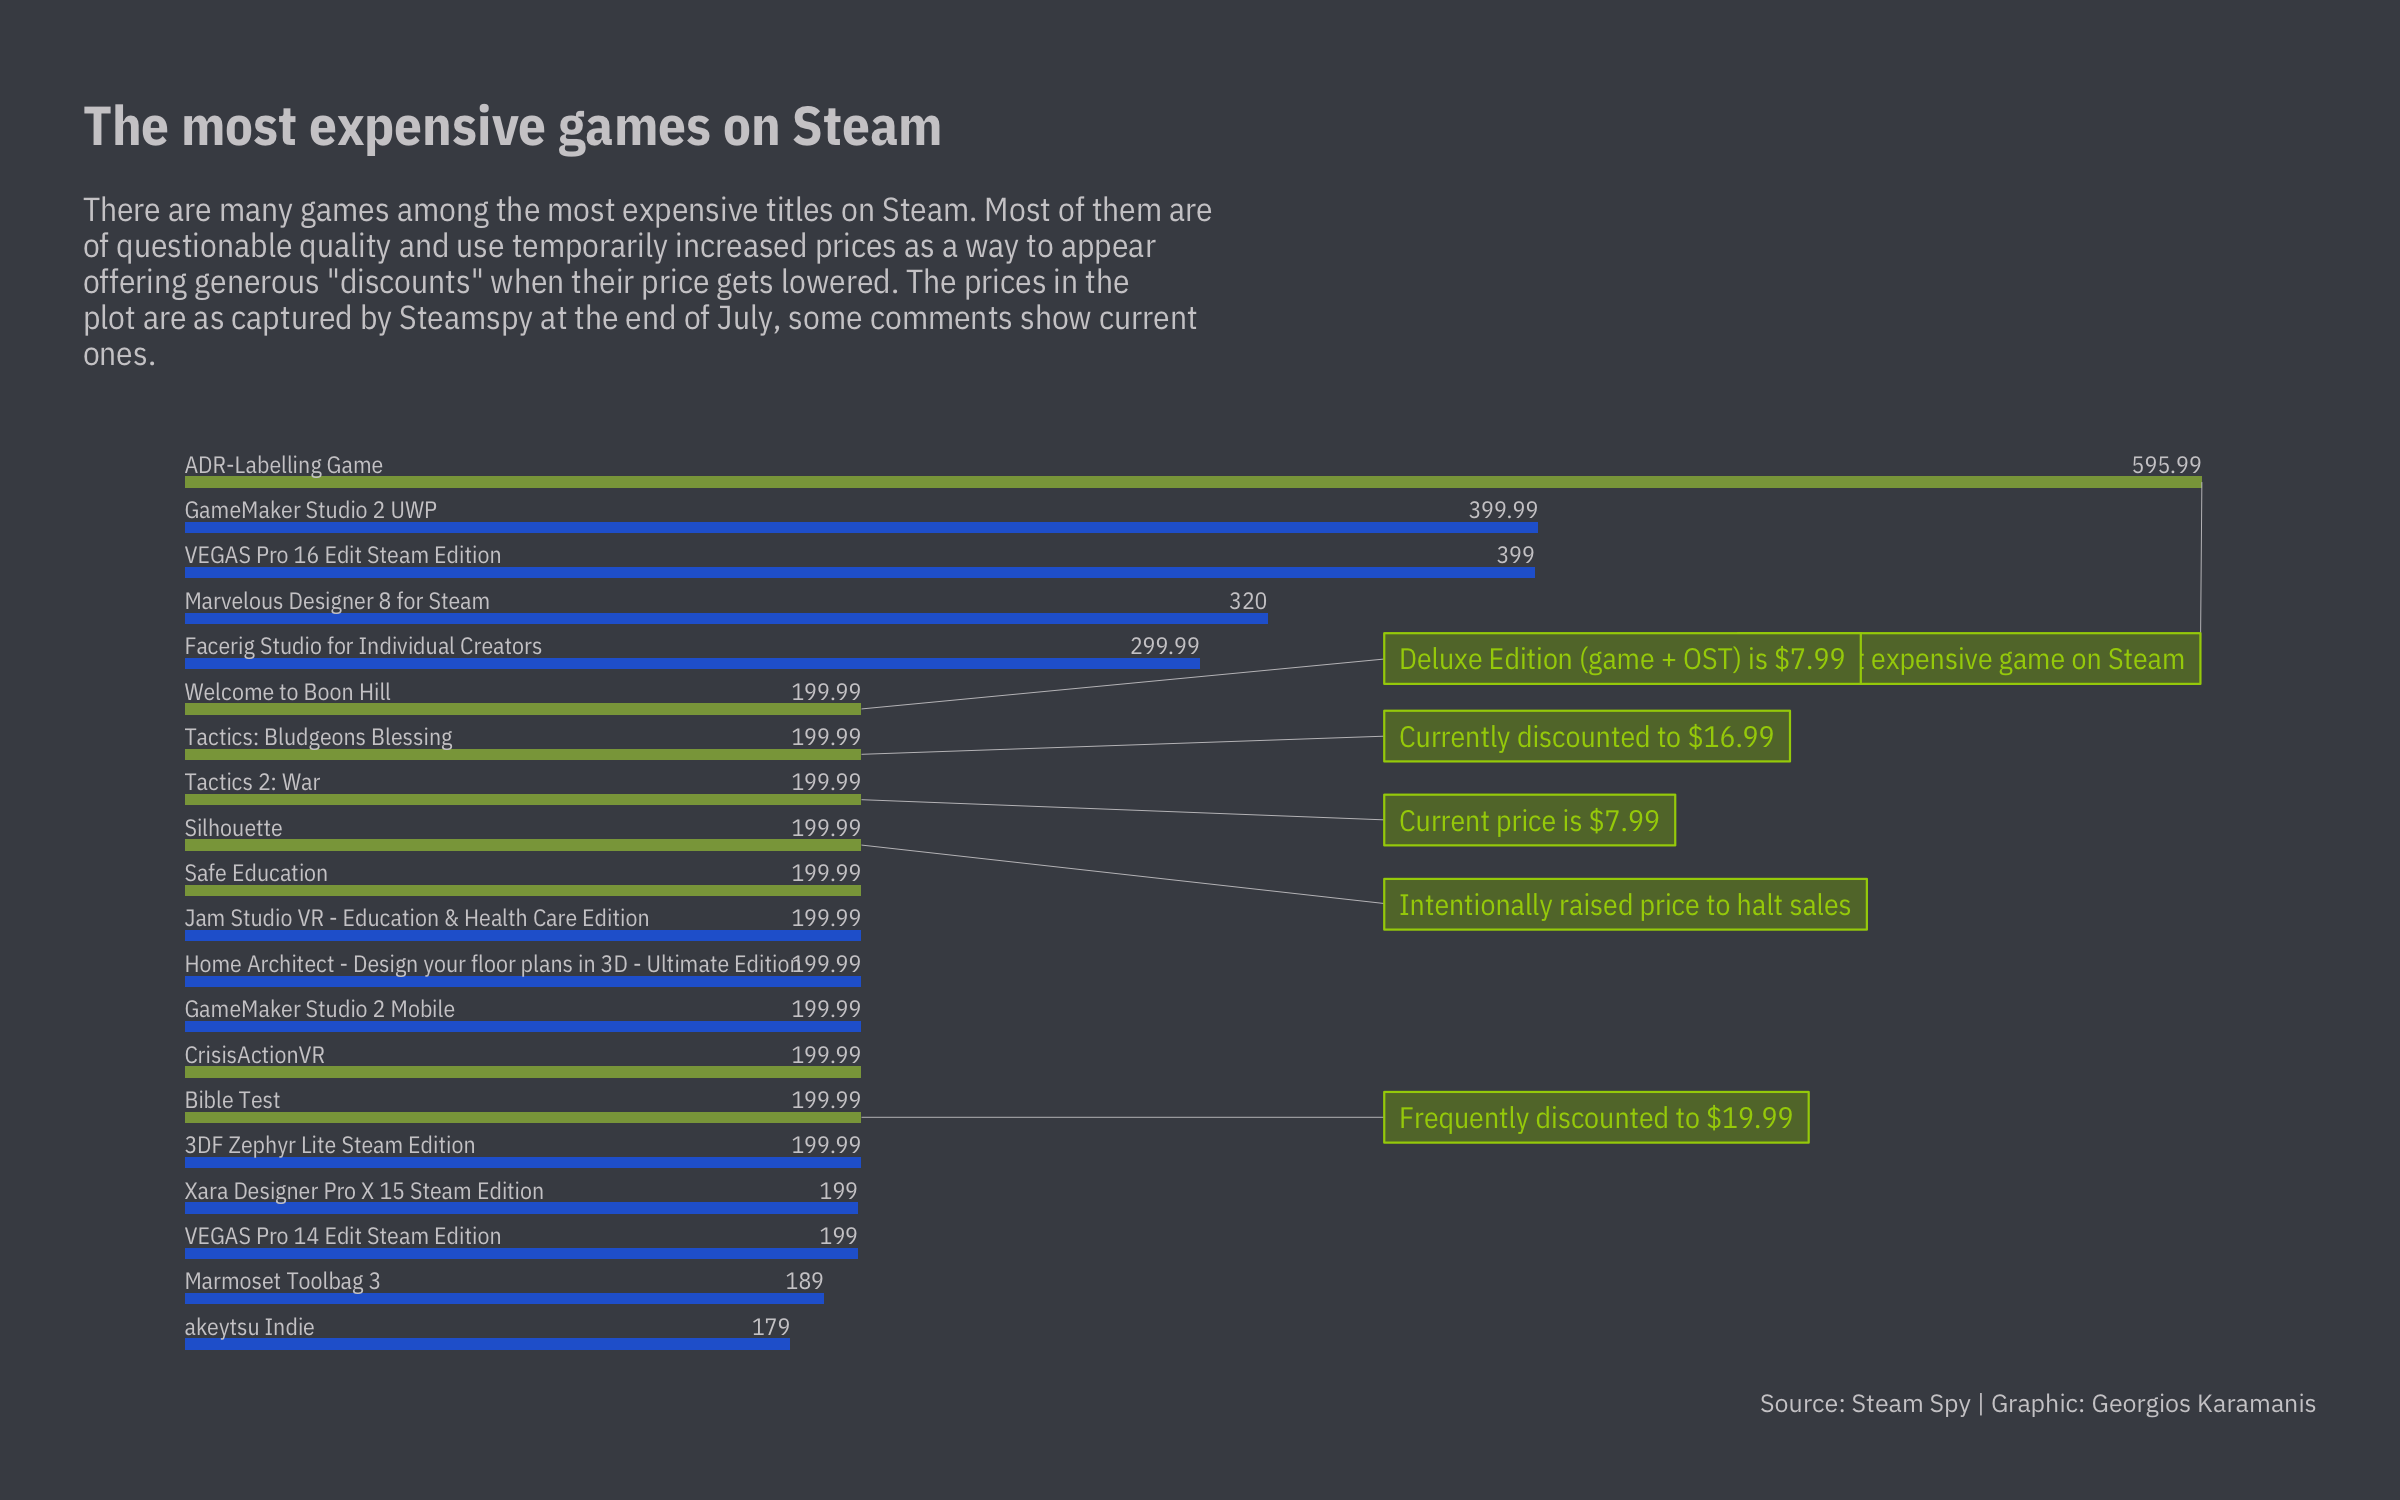 The most expensive games on Steam
There are many games among the most expensive titles on Steam. Most of them are
of questionable quality and use temporarily increased prices as a way to appear
offering generous "discounts" when their price gets lowered. The prices in the
plot are as captured by Steamspy at the end of July, some comments show current
ones.
ADR-Labelling Game 595.99
GameMaker Studio 2 UWP 399.99
VEGAS Pro 16 Edit Steam Edition 399
Marvelous Designer 8 for Steam 320
Facerig Studio for Individual Creators 299.99
Deluxe Edition (game + OST) is $7.99 expensive game on Steam
Welcome to Boon Hill 199.99
Tactics: Bludgeons Blessing 199.99
Currently discounted to $16.99
Tactics 2: War 199.99
Current price is $7.99
Silhouette 199.99
Safe Education 199.99
Intentionally raised price to halt sales
Jam Studio VR - Education & Health Care Edition 199.99
Home Architect - Design your floor plans in 3D - Ultimate Edition 199.99
GameMaker Studio 2 Mobile 199.99
CrisisActionVR 199.99
Bible Test 199.99
Frequently discounted to $19.99
3DF Zephyr Lite Steam Edition 199.99
Xara Designer Pro X 15 Steam Edition 199
VEGAS Pro 14 Edit Steam Edition 199
Marmoset Toolbag 3 189
akeytsu Indie 179
Source: Steam Spy | Graphic: Georgios Karamanis